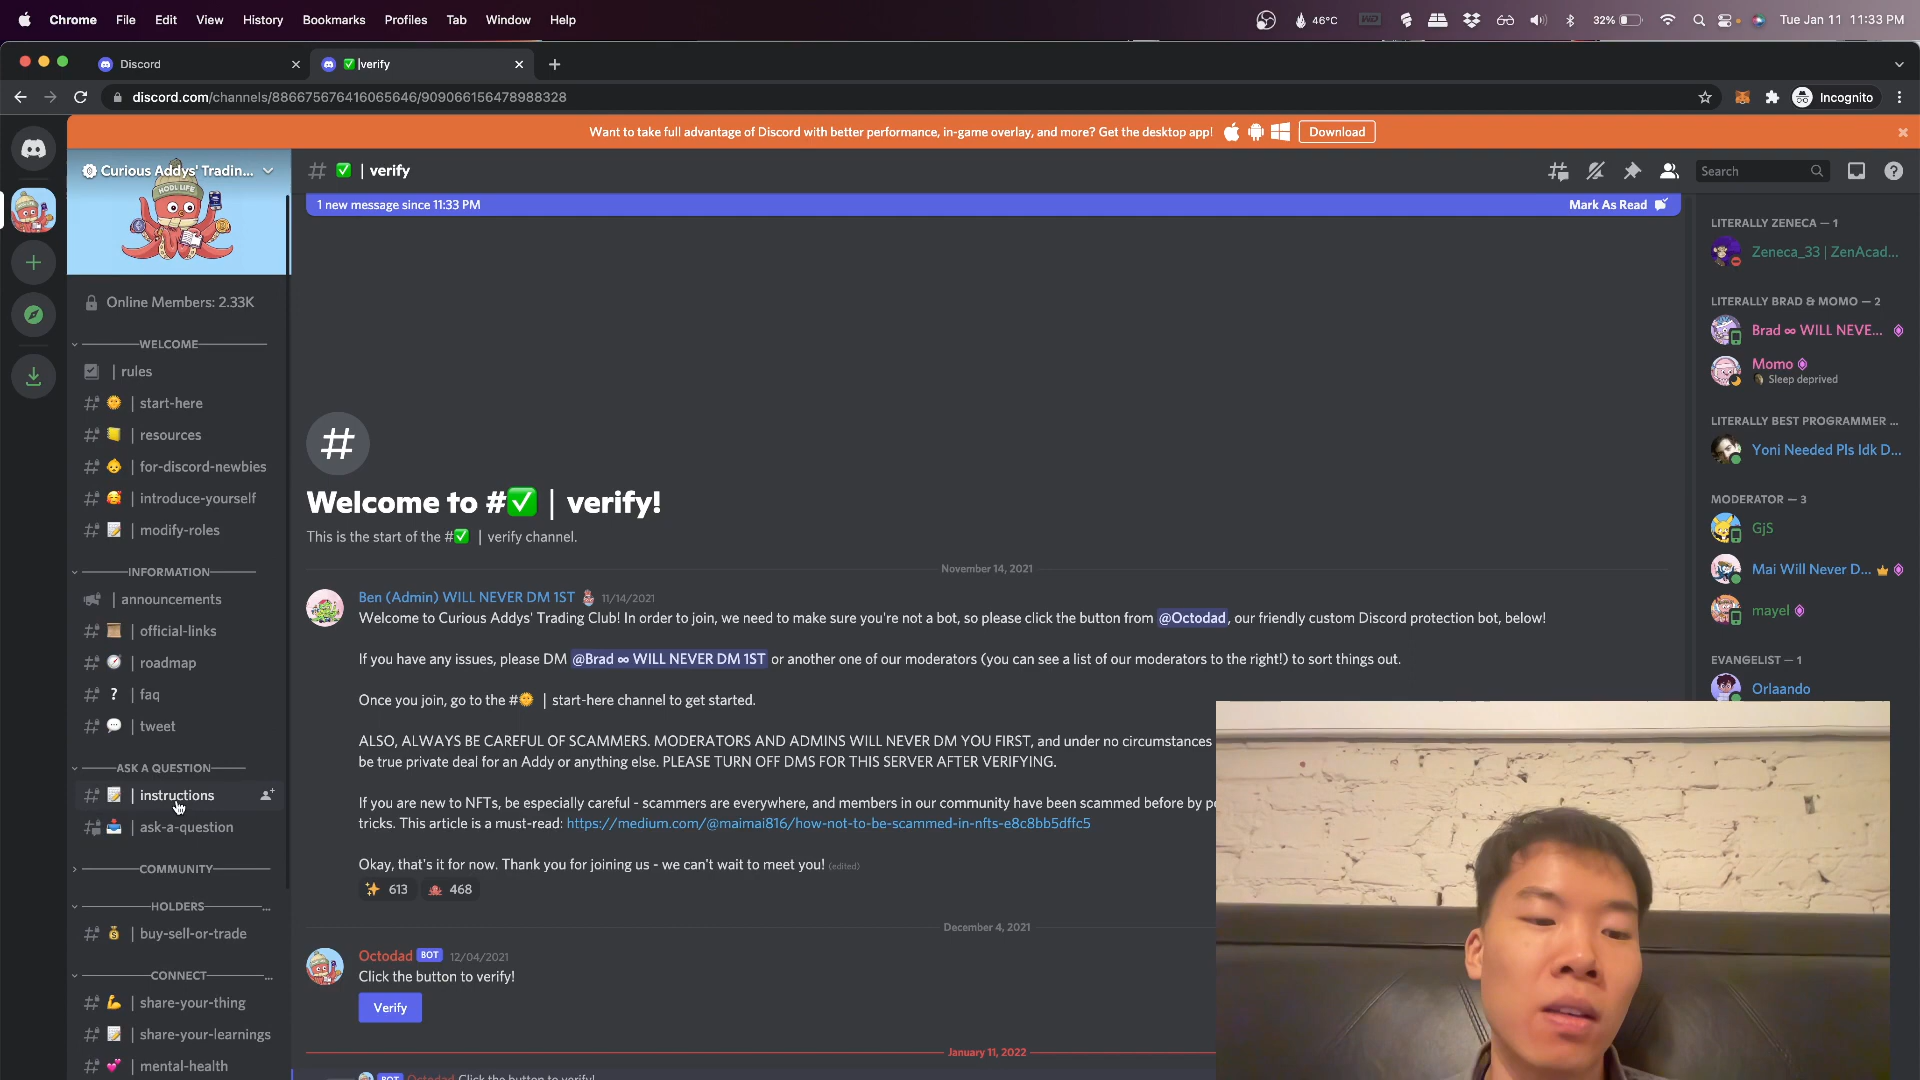 Chrome File Edit View History Bookmarks Profiles Tab Window Help
46°C 32% Tue Jan 11 11:33 PM
Discord
✅ |verify
discord.com/channels/886675676416065646/909066156478988328
Incognito
Want to take full advantage of Discord with better performance, in-game overlay, and more? Get the desktop app!
Download
Curious Addys' Tradin...
HODL LIFE
Online Members: 2.33K
WELCOME
| rules
| start-here
| resources
| for-discord-newbies
| introduce-yourself
| modify-roles
INFORMATION
| announcements
| official-links
| roadmap
? | faq
| tweet
ASK A QUESTION
| instructions
| ask-a-question
COMMUNITY
HOLDERS ...
| buy-sell-or-trade
CONNECT ...
| share-your-thing
| share-your-learnings
| mental-health
# ✅ | verify
Search
1 new message since 11:33 PM
Mark As Read
#
Welcome to #✅ | verify!
This is the start of the #✅ | verify channel.
November 14, 2021
Ben (Admin) WILL NEVER DM 1ST 11/14/2021
Welcome to Curious Addys' Trading Club! In order to join, we need to make sure you're not a bot, so please click the button from @Octodad, our friendly custom Discord protection bot, below!
If you have any issues, please DM @Brad ∞ WILL NEVER DM 1ST or another one of our moderators (you can see a list of our moderators to the right!) to sort things out.
Once you join, go to the #🌞 | start-here channel to get started.
ALSO, ALWAYS BE CAREFUL OF SCAMMERS. MODERATORS AND ADMINS WILL NEVER DM YOU FIRST, and under no circumstances
be true private deal for an Addy or anything else. PLEASE TURN OFF DMS FOR THIS SERVER AFTER VERIFYING.
If you are new to NFTs, be especially careful - scammers are everywhere, and members in our community have been scammed before by
tricks. This article is a must-read: https://medium.com/@maimai816/how-not-to-be-scammed-in-nfts-e8c8bb5dffc5
Okay, that's it for now. Thank you for joining us - we can't wait to meet you! (edited)
613 468
December 4, 2021
Octodad BOT 12/04/2021
Click the button to verify!
Verify
January 11, 2022
BOT Octodad Click the button to verify!
LITERALLY ZENECA — 1
Zeneca_33 | ZenAcad...
LITERALLY BRAD & MOMO — 2
Brad ∞ WILL NEVE...
Momo
Sleep deprived
LITERALLY BEST PROGRAMMER ...
Yoni Needed Pls Idk D...
MODERATOR — 3
GjS
Mai Will Never D...
mayel
EVANGELIST — 1
Orlaando